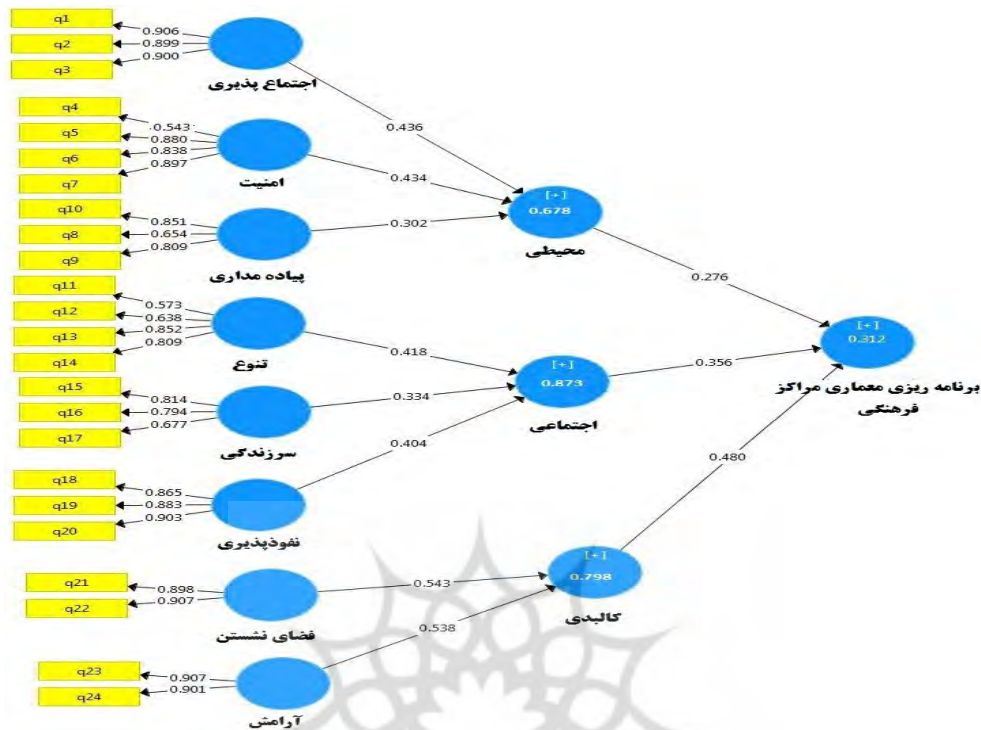 q1
q2
q3
0.906
0.899
0.900
اجتماع پذیری
q4
q5
q6
q7
0.543
0.880
0.838
0.897
امنیت
q10
q8
q9
0.851
0.654
0.809
پیاده مداری
q11
q12
q13
q14
0.573
0.638
0.852
0.809
تنوع
q15
q16
q17
0.814
0.794
0.677
سرزندگی
q18
q19
q20
0.865
0.883
0.903
نفوذپذیری
q21
q22
0.898
0.907
فضای نشستن
q23
q24
0.907
0.901
آرامش
0.436
0.434
0.302
[+]
0.678
محیطی
0.418
0.334
0.404
[+]
0.873
اجتماعی
0.543
0.538
[+]
0.798
کالبدی
0.276
0.356
0.480
[+]
0.312
برنامه ریزی معماری مراکز
فرهنگی